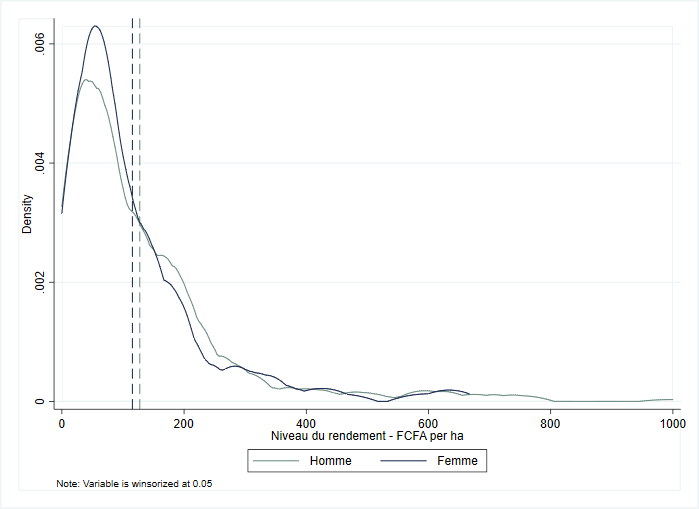 .006
.004
.002
0
Density
0 200 400 600 800 1000
Niveau du rendement - FCFA per ha
Homme Femme
Note: Variable is winsorized at 0.05